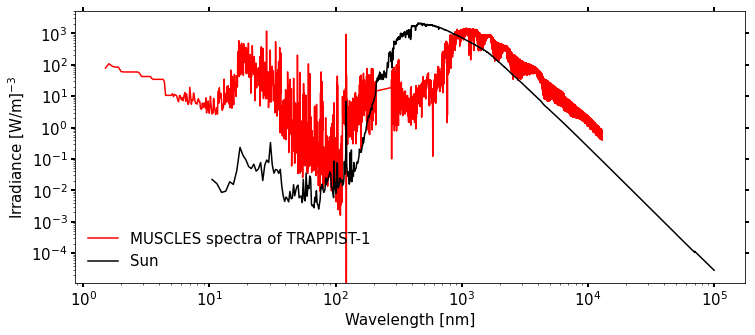 Irradiance [W/m]⁻³
10³
10²
10¹
10⁰
10⁻¹
10⁻²
10⁻³
10⁻⁴
MUSCLES spectra of TRAPPIST-1
Sun
10⁰ 10¹ 10² 10³ 10⁴ 10⁵
Wavelength [nm]